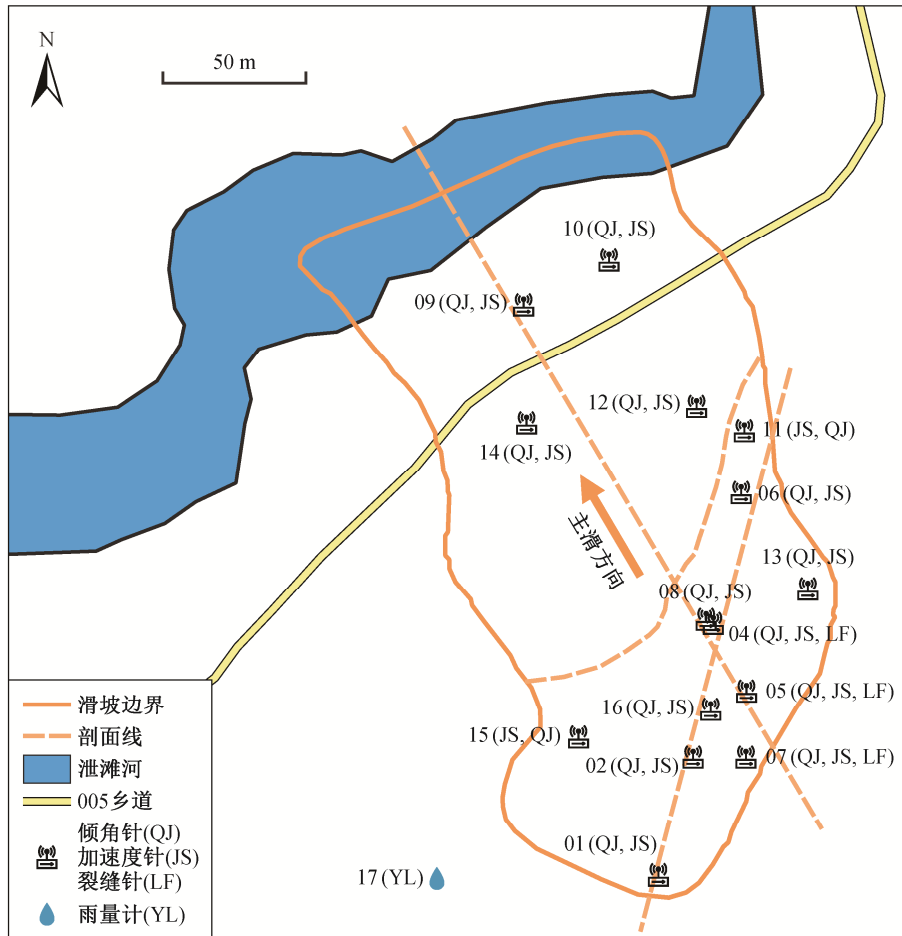 N
50 m
10 (QJ, JS)
09 (QJ, JS)
12 (QJ, JS)
11 (JS, QJ)
14 (QJ, JS)
06 (QJ, JS)
主滑方向
13 (QJ, JS)
08 (QJ, JS)
04 (QJ, JS, LF)
05 (QJ, JS, LF)
16 (QJ, JS)
15 (JS, QJ)
02 (QJ, JS)
07 (QJ, JS, LF)
01 (QJ, JS)
17 (YL)
滑坡边界
剖面线
泄滩河
005乡道
倾角针(QJ)
加速度针(JS)
裂缝针(LF)
雨量计(YL)